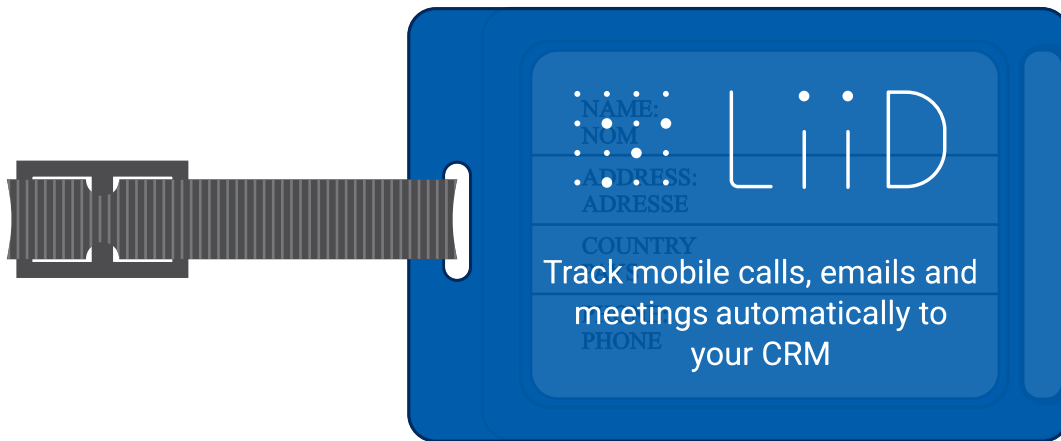 LiiD
NAME:
NOM
ADDRESS:
ADRESSE
COUNTRY
Track mobile calls, emails and
meetings automatically to
PHONE
your CRM